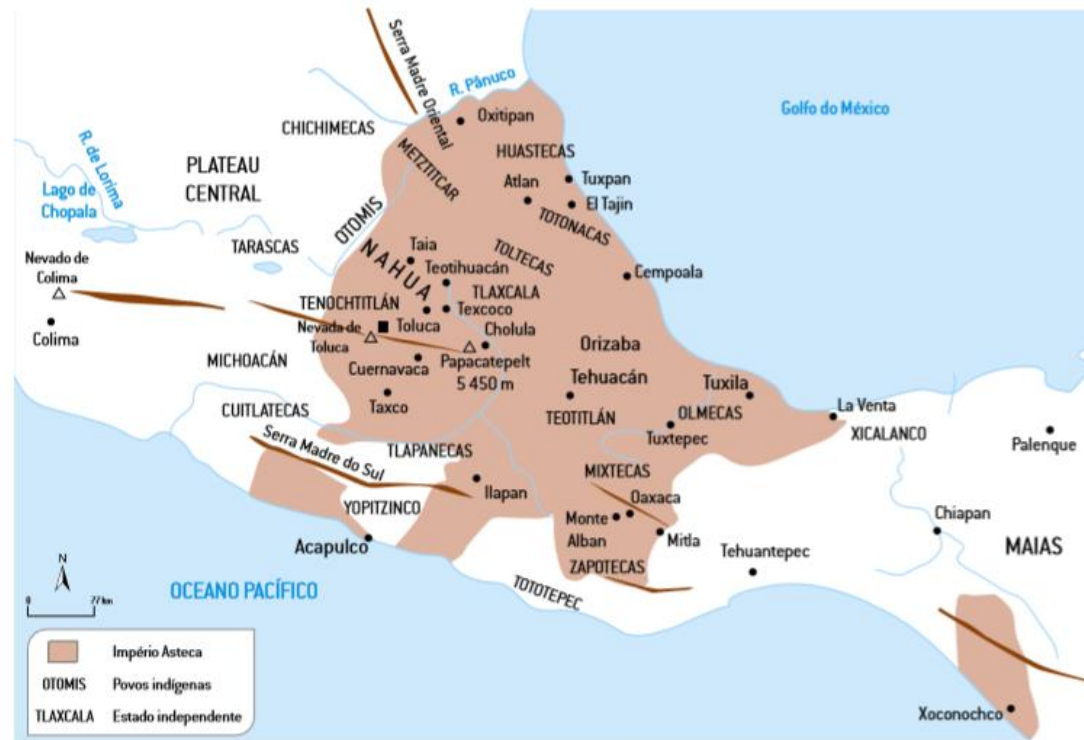 Serra Madre Oriental
R. Pânuco
Golfo do México
Oxitipan
CHICHIMECAS
HUASTECAS
METZTITCAR
R. de Lorima
PLATEAU
CENTRAL
Lago de
Chopala
Atlan
Tuxpan
El Tajin
TOTONACAS
OTOMIS
TARASCAS
Taia
NAHUA
TOLTECAS
Teotihuacán
Cempoala
Nevado de
Colima
TLAXCALA
TENOCHTITLÁN
Texcoco
Toluca
Nevada de
Toluca
Cholula
Colima
Orizaba
MICHOACÁN
Cuernavaca
Papacatepelt
5 450 m
Tehuacán
Tuxila
Taxco
CUITLATECAS
TEOTITLÁN
OLMECAS
La Venta
Tuxtepec
XICALANCO
Palenque
Serra Madre do Sul
TLAPANECAS
MIXTECAS
Ilapan
YOPITZINCO
Oaxaca
Monte
Alban
Mitla
Chiapan
Acapulco
Tehuantepec
MAIAS
ZAPOTECAS
TOTOTEPEC
OCEANO PACÍFICO
N
0 77 km
Império Asteca
OTOMIS Povos indígenas
TLAXCALA Estado independente
Xoconochco